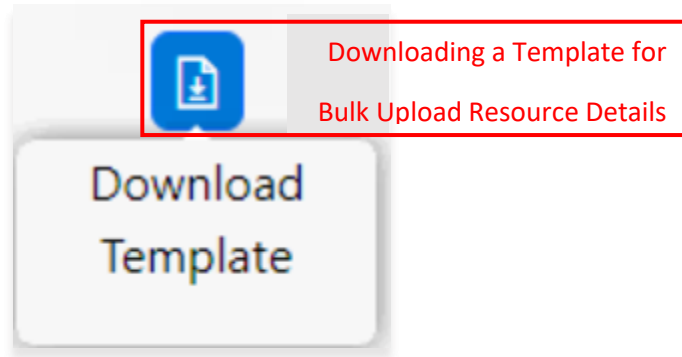 Downloading a Template for
Bulk Upload Resource Details
Download
Template